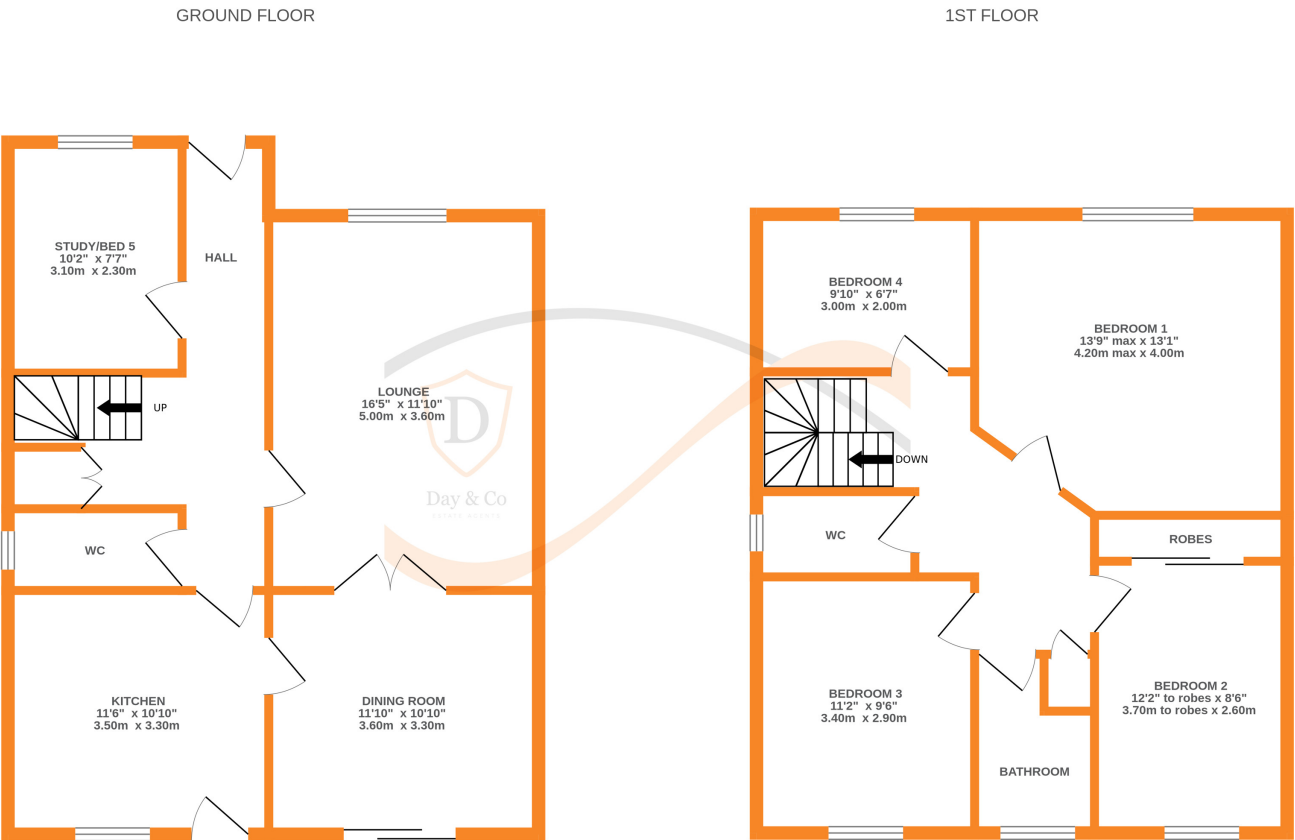 GROUND FLOOR
1ST FLOOR
STUDY/BED 5
10'2" x 7'7"
3.10m x 2.30m
HALL
UP
LOUNGE
16'5" x 11'10"
5.00m x 3.60m
D
Day & Co
WC
KITCHEN
11'6" x 10'10"
3.50m x 3.30m
DINING ROOM
11'10" x 10'10"
3.60m x 3.30m
BEDROOM 4
9'10" x 6'7"
3.00m x 2.00m
BEDROOM 1
13'9" max x 13'1"
4.20m max x 4.00m
DOWN
WC
ROBES
BEDROOM 3
11'2" x 9'6"
3.40m x 2.90m
BEDROOM 2
12'2" to robes x 8'6"
3.70m to robes x 2.60m
BATHROOM